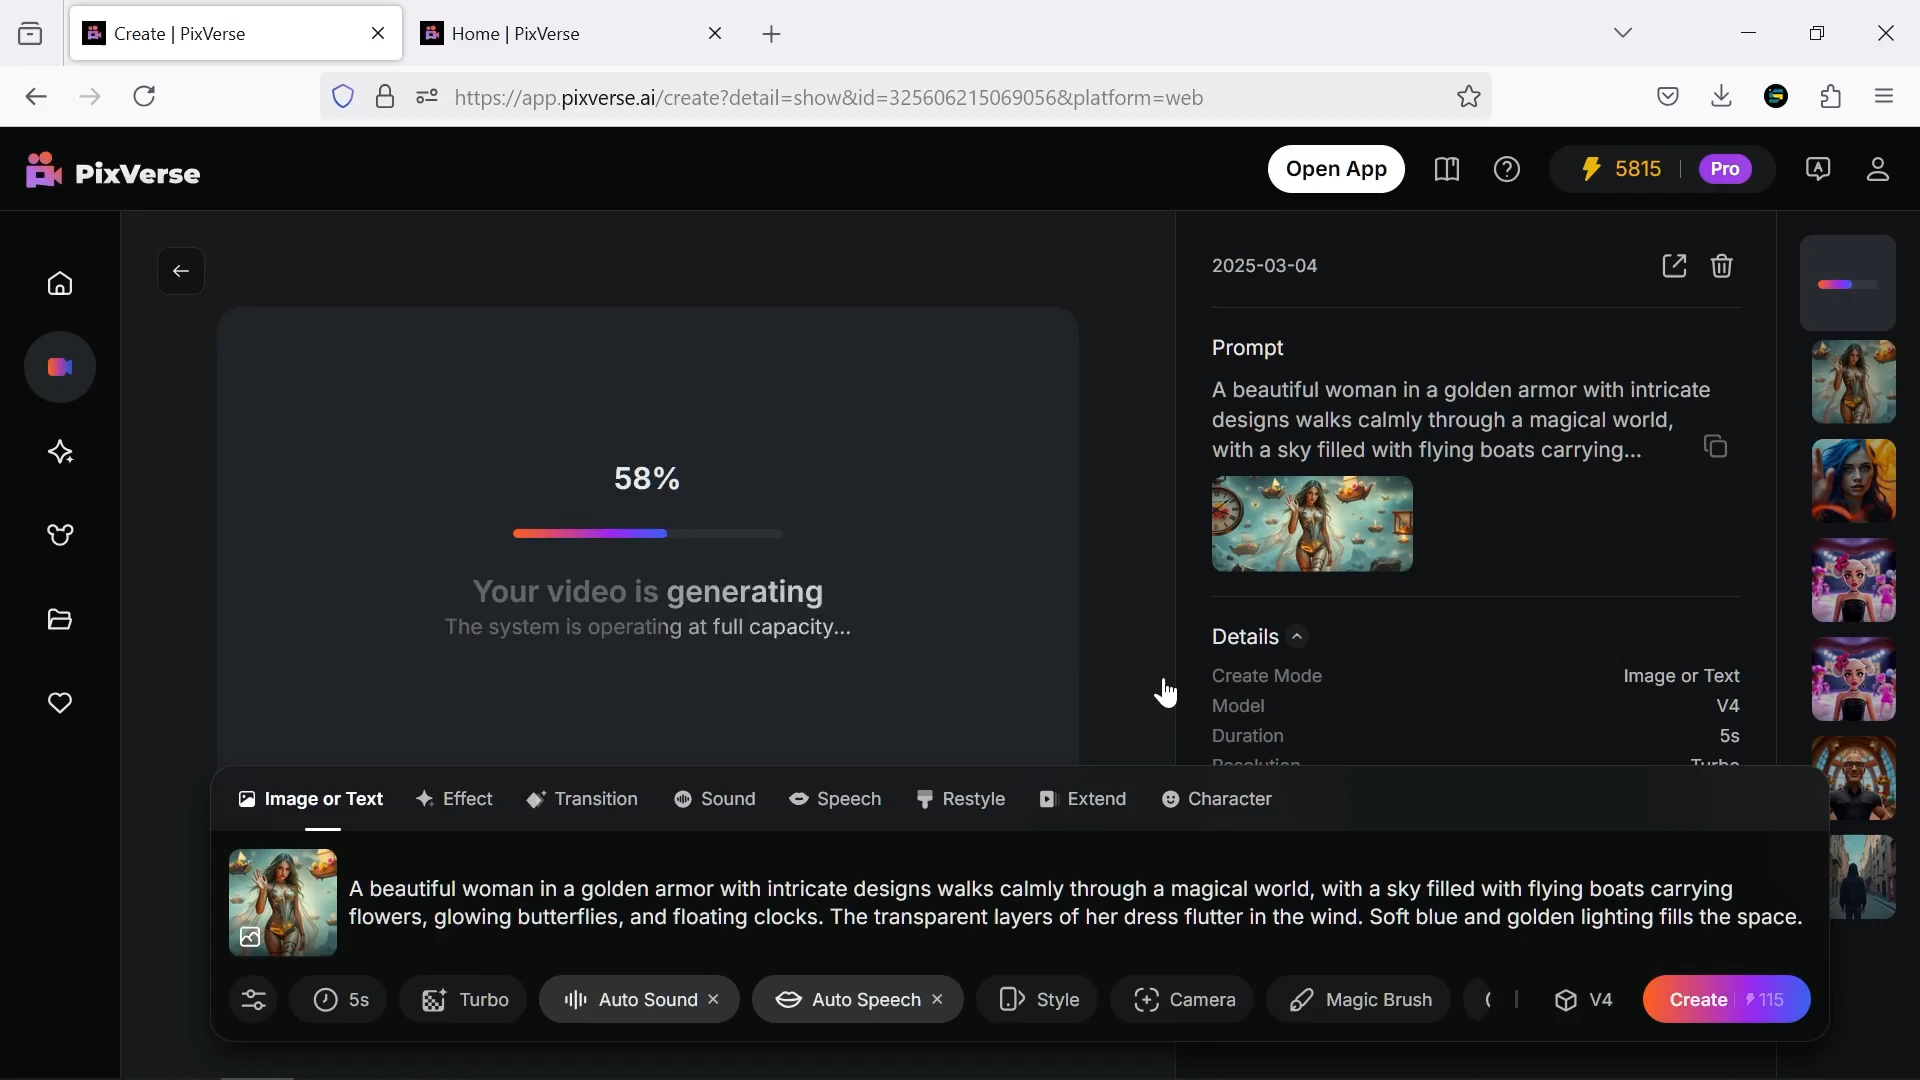 Create | PixVerse
Home | PixVerse
https://app.pixverse.ai/create?detail=show&id=325606215069056&platform=web
PixVerse
Open App
5815
Pro
2025-03-04
Prompt
A beautiful woman in a golden armor with intricate
designs walks calmly through a magical world,
with a sky filled with flying boats carrying...
58%
Your video is generating
The system is operating at full capacity...
Details
Create Mode Image or Text
Model V4
Duration 5s
Resolution Turbo
Image or Text
Effect
Transition
Sound
Speech
Restyle
Extend
Character
A beautiful woman in a golden armor with intricate designs walks calmly through a magical world, with a sky filled with flying boats carrying
flowers, glowing butterflies, and floating clocks. The transparent layers of her dress flutter in the wind. Soft blue and golden lighting fills the space.
5s
Turbo
Auto Sound
Auto Speech
Style
Camera
Magic Brush
V4
Create 115